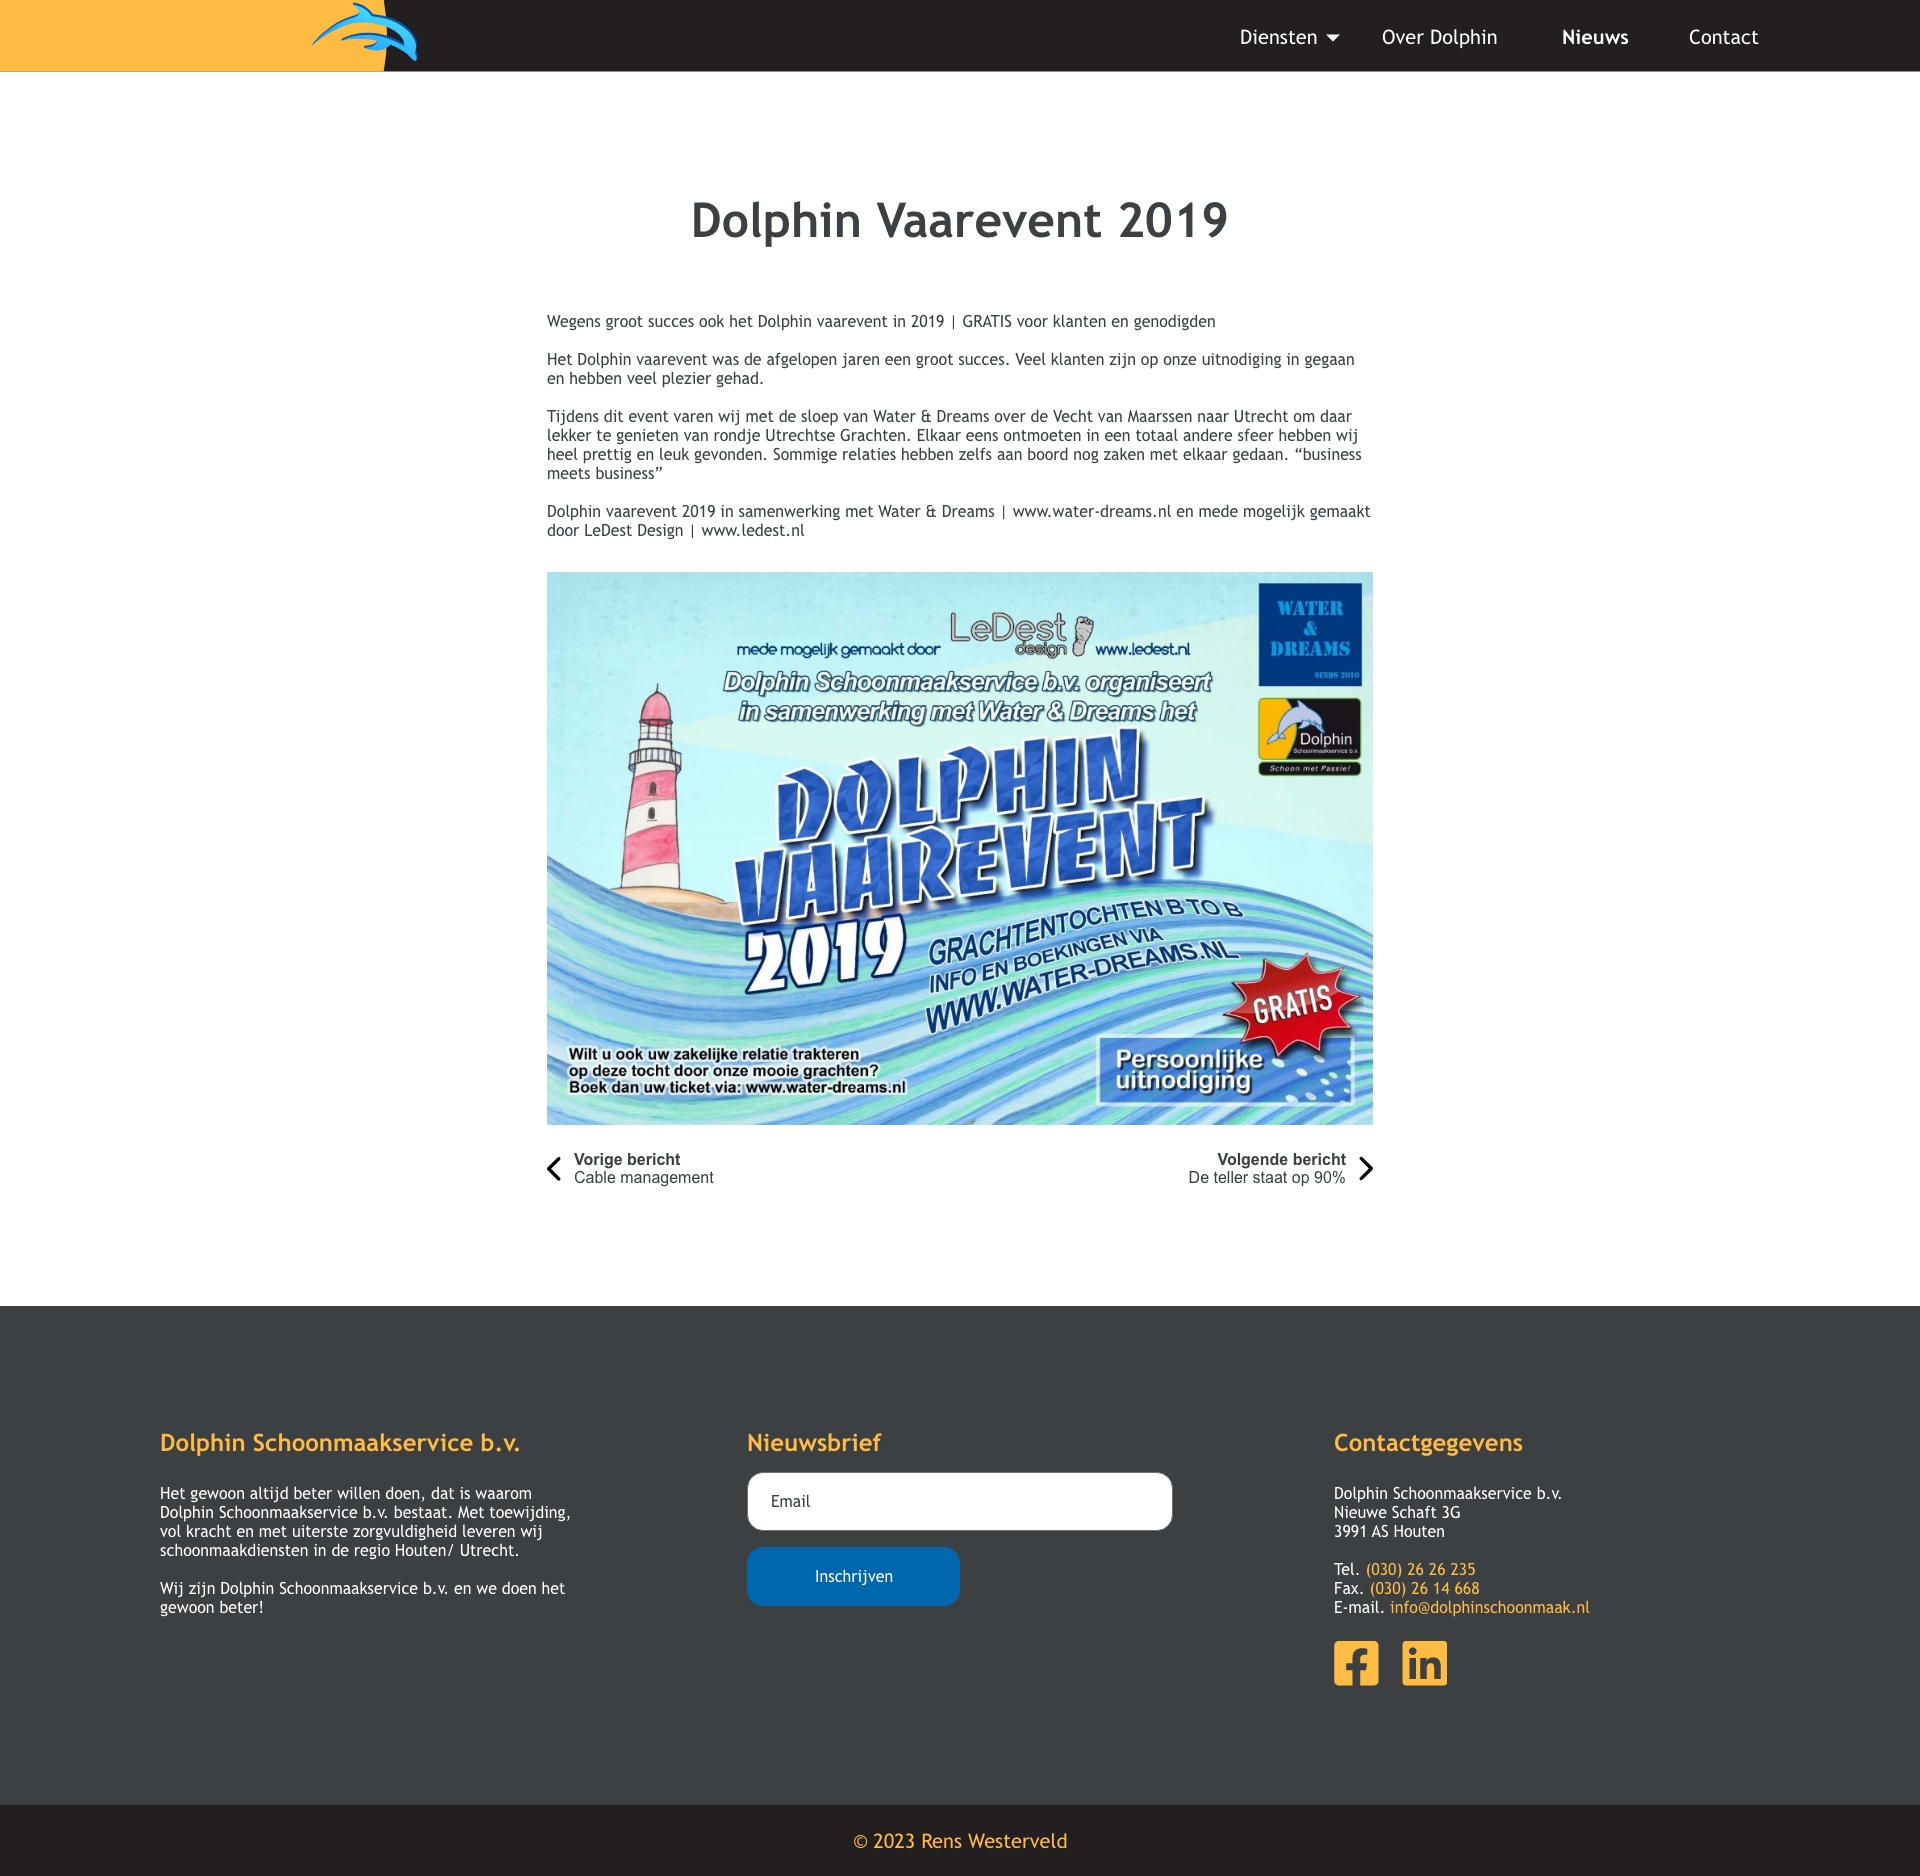 Diensten
Over Dolphin
Nieuws
Contact
Dolphin Vaarevent 2019
Wegens groot succes ook het Dolphin vaarevent in 2019 | GRATIS voor klanten en genodigden
Het Dolphin vaarevent was de afgelopen jaren een groot succes. Veel klanten zijn op onze uitnodiging in gegaan
en hebben veel plezier gehad.
Tijdens dit event varen wij met de sloep van Water & Dreams over de Vecht van Maarssen naar Utrecht om daar
lekker te genieten van rondje Utrechtse Grachten. Elkaar eens ontmoeten in een totaal andere sfeer hebben wij
heel prettig en leuk gevonden. Sommige relaties hebben zelfs aan boord nog zaken met elkaar gedaan. “business
meets business”
Dolphin vaarevent 2019 in samenwerking met Water & Dreams | www.water-dreams.nl en mede mogelijk gemaakt
door LeDest Design | www.ledest.nl
mede mogelijk gemaakt door LeDest design www.ledest.nl
Dolphin Schoonmaakservice b.v. organiseert
in samenwerking met Water & Dreams het
WATER
&
DREAMS
SINDS 2010
Dolphin
Schoonmaakservice b.v.
Schoon met Passie!
DOLPHIN
VAAREVENT
2019
GRACHTENTOCHTEN B TO B
INFO EN BOEKINGEN VIA
WWW.WATER-DREAMS.NL
GRATIS
Persoonlijke
uitnodiging
Wilt u ook uw zakelijke relatie trakteren
op deze tocht door onze mooie grachten?
Boek dan uw ticket via: www.water-dreams.nl
Vorige bericht
Cable management
Volgende bericht
De teller staat op 90%
Dolphin Schoonmaakservice b.v.
Het gewoon altijd beter willen doen, dat is waarom
Dolphin Schoonmaakservice b.v. bestaat. Met toewijding,
vol kracht en met uiterste zorgvuldigheid leveren wij
schoonmaakdiensten in de regio Houten/ Utrecht.
Wij zijn Dolphin Schoonmaakservice b.v. en we doen het
gewoon beter!
Nieuwsbrief
Email
Inschrijven
Contactgegevens
Dolphin Schoonmaakservice b.v.
Nieuwe Schaft 3G
3991 AS Houten
Tel. (030) 26 26 235
Fax. (030) 26 14 668
E-mail. info@dolphinschoonmaak.nl
© 2023 Rens Westerveld